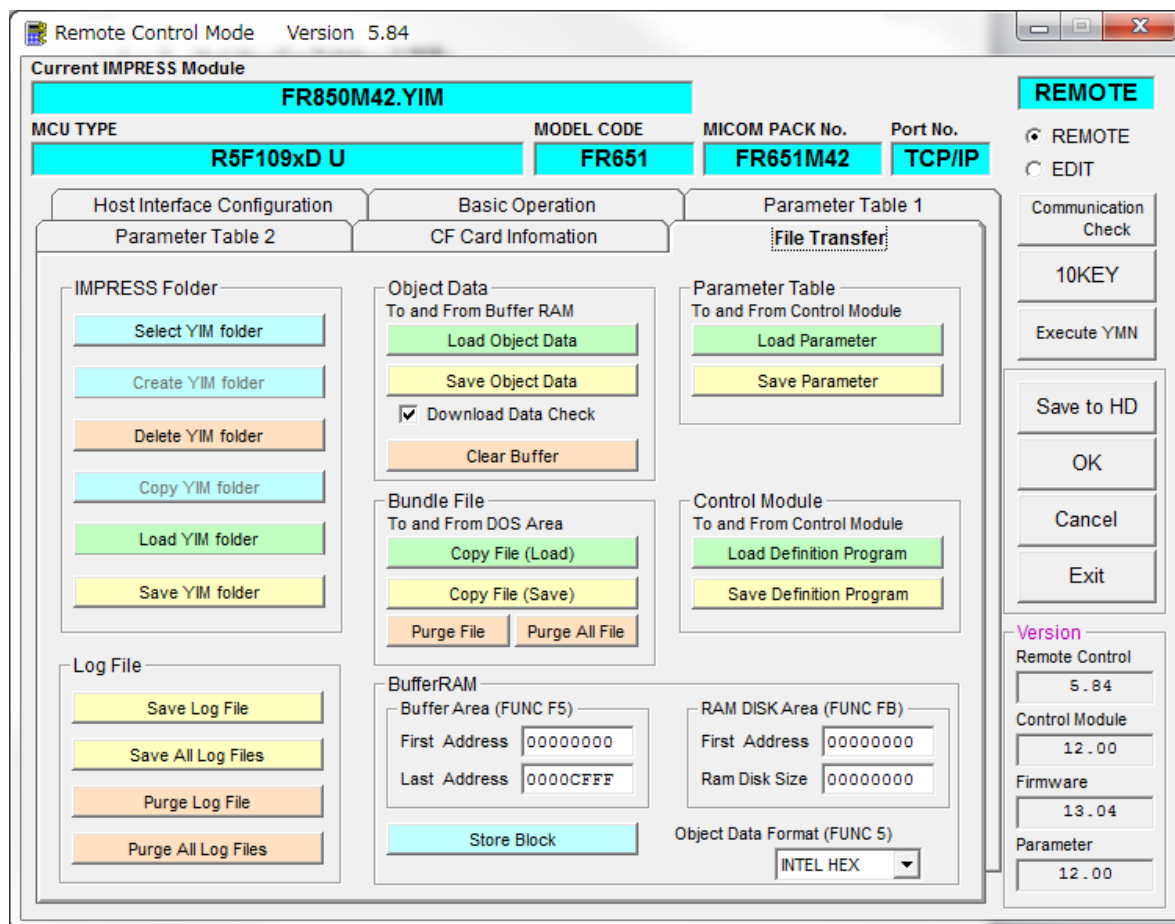 Remote Control Mode Version 5.84
Current IMPRESS Module
FR850M42.YIM
MCU TYPE
R5F109xD U
MODEL CODE
FR651
MICOM PACK No.
FR651M42
Port No.
TCP/IP
REMOTE
REMOTE
EDIT
Host Interface Configuration
Basic Operation
Parameter Table 1
Parameter Table 2
CF Card Infomation
File Transfer
IMPRESS Folder
Select YIM folder
Create YIM folder
Delete YIM folder
Copy YIM folder
Load YIM folder
Save YIM folder
Log File
Save Log File
Save All Log Files
Purge Log File
Purge All Log Files
Object Data
To and From Buffer RAM
Load Object Data
Save Object Data
Download Data Check
Clear Buffer
Bundle File
To and From DOS Area
Copy File (Load)
Copy File (Save)
Purge File
Purge All File
Parameter Table
To and From Control Module
Load Parameter
Save Parameter
Control Module
To and From Control Module
Load Definition Program
Save Definition Program
BufferRAM
Buffer Area (FUNC F5)
First Address 00000000
Last Address 0000CFFF
Store Block
RAM DISK Area (FUNC FB)
First Address 00000000
Ram Disk Size 00000000
Object Data Format (FUNC 5)
INTEL HEX
Communication
Check
10KEY
Execute YMN
Save to HD
OK
Cancel
Exit
Version
Remote Control
5.84
Control Module
12.00
Firmware
13.04
Parameter
12.00